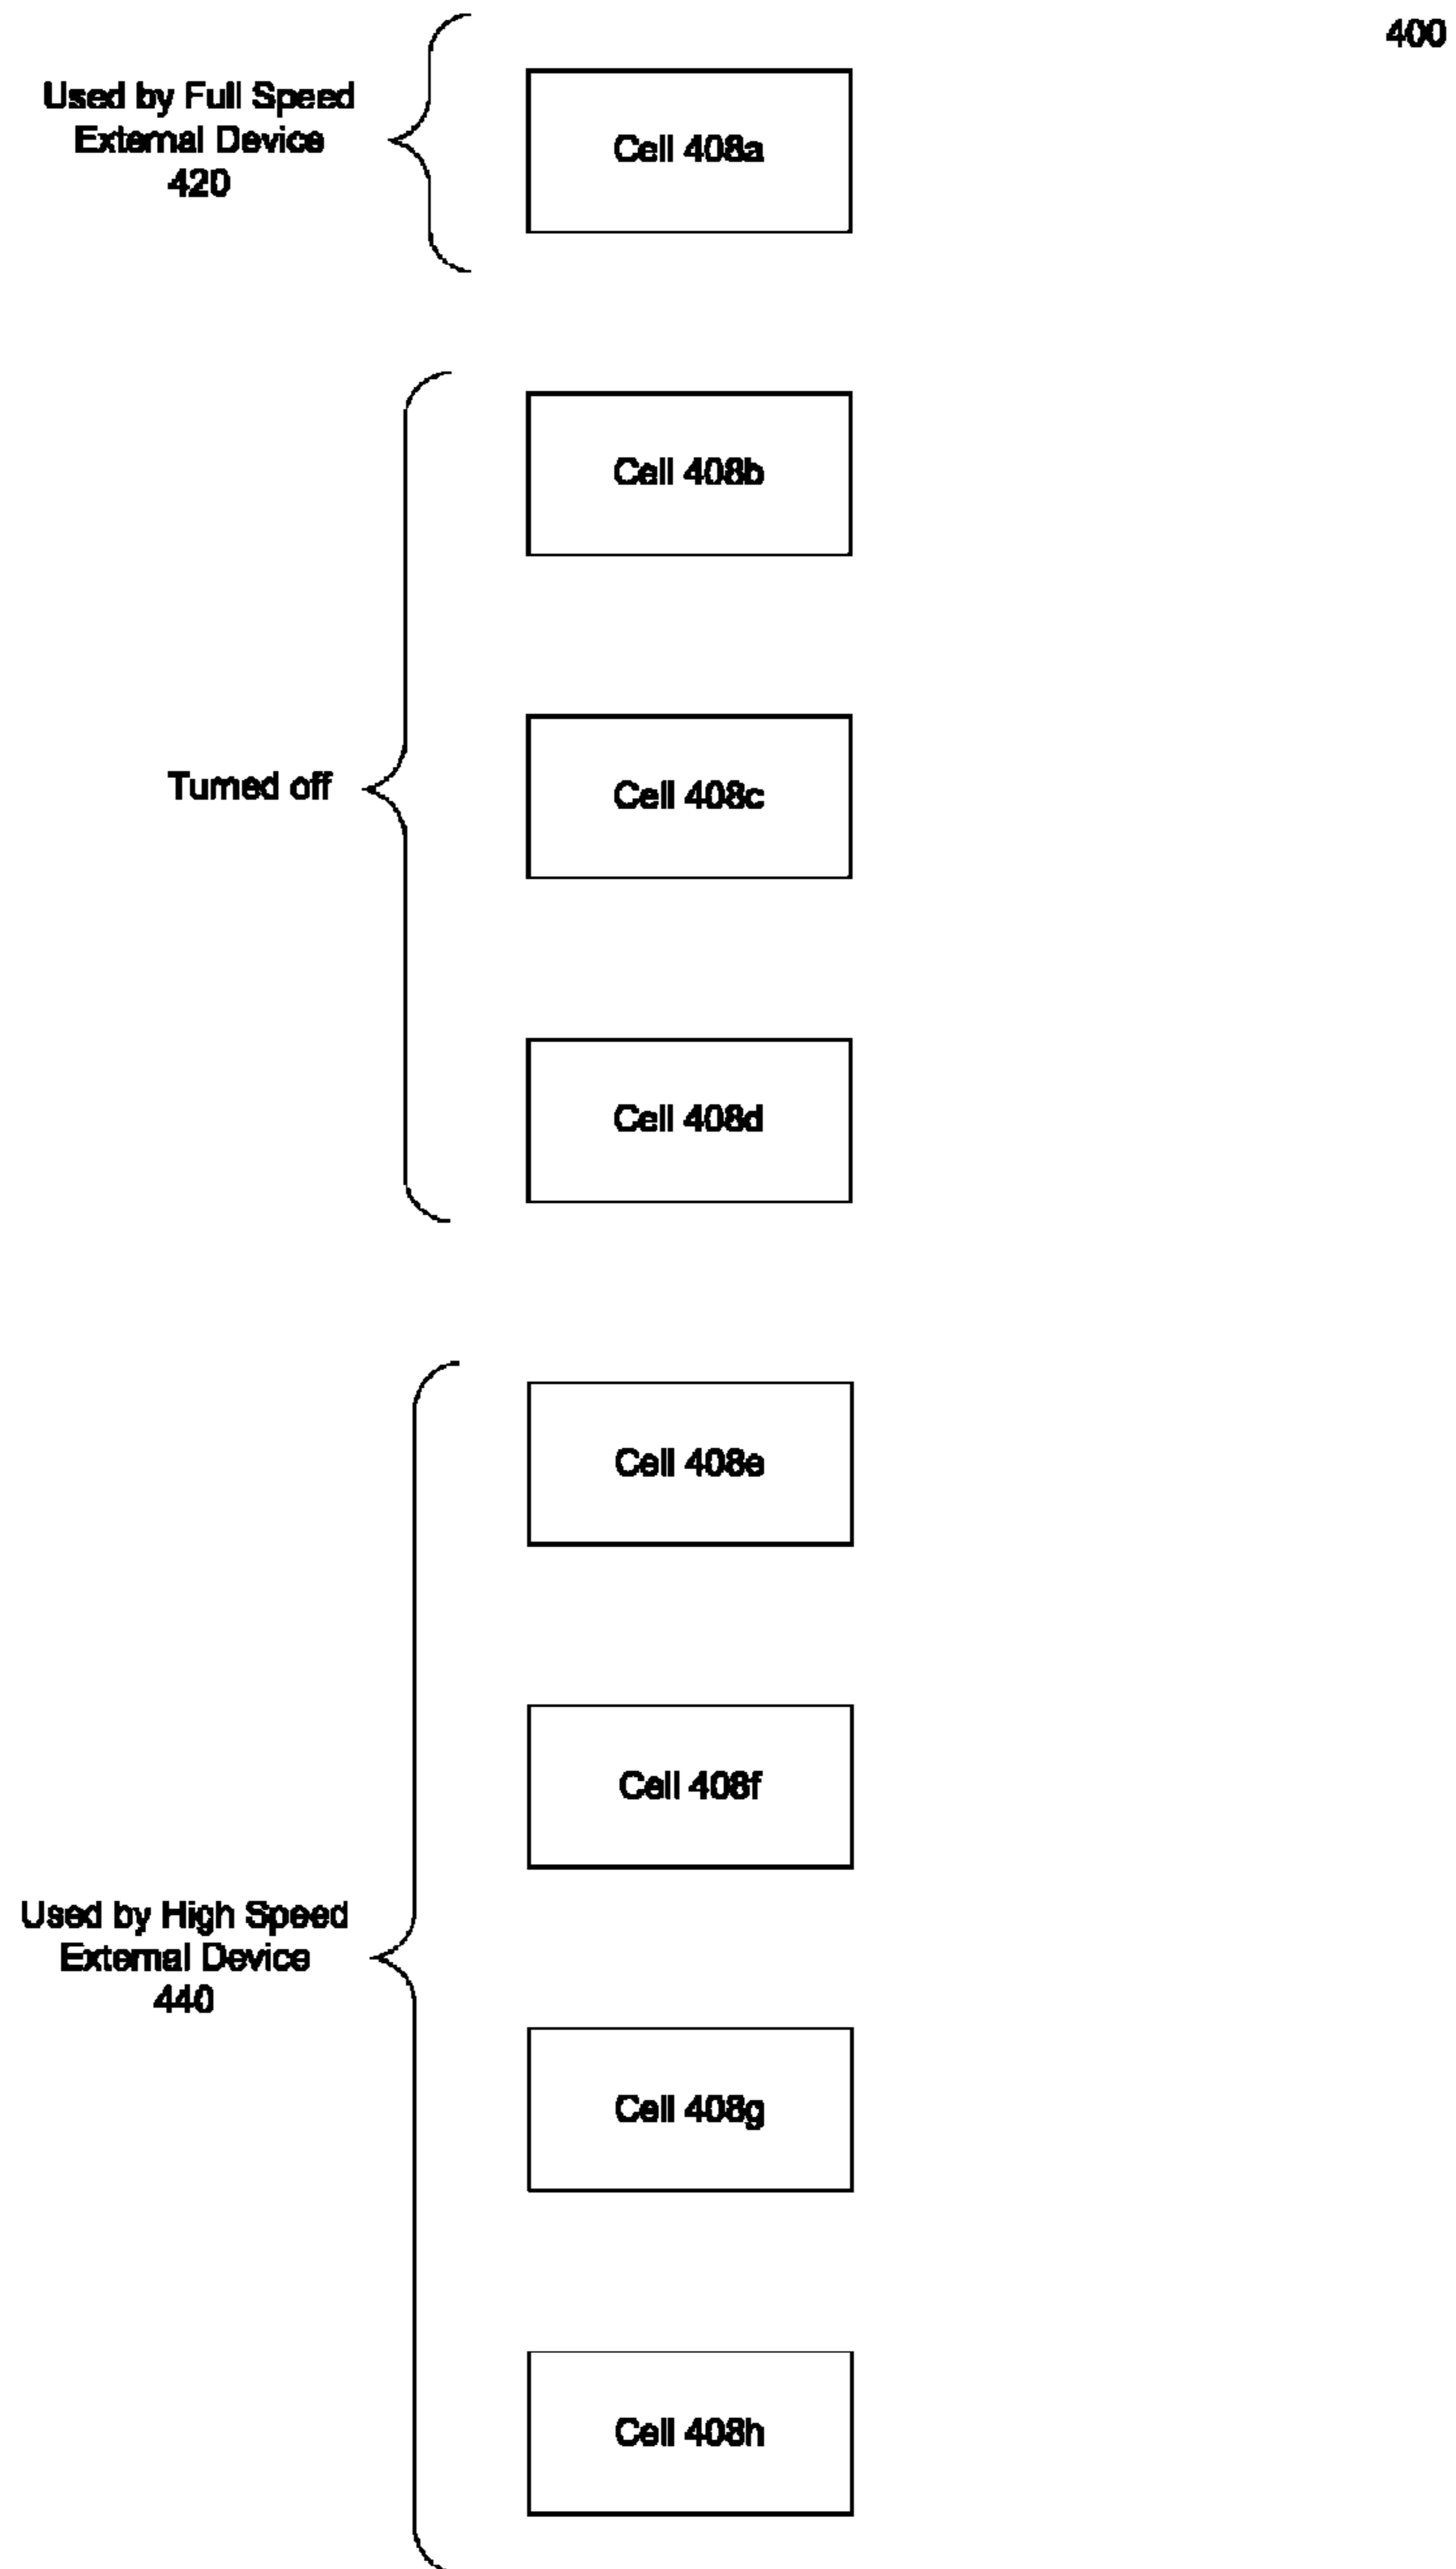 400
Used by Full Speed
External Device
420
Cell 408a
Cell 408b
Cell 408c
Turned off
Cell 408d
Cell 408e
Cell 408f
Used by High Speed
External Device
440
Cell 408g
Cell 408h